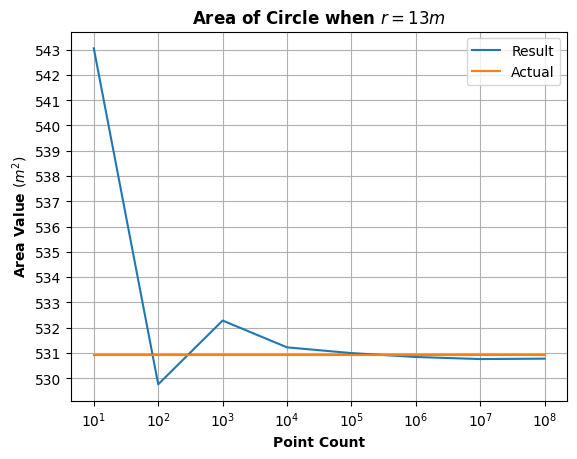 Area of Circle when r = 13m
Result
Actual
543
542
541
540
539
538
537
536
535
534
533
532
531
530
Area Value (m²)
10¹ 10² 10³ 10⁴ 10⁵ 10⁶ 10⁷ 10⁸
Point Count